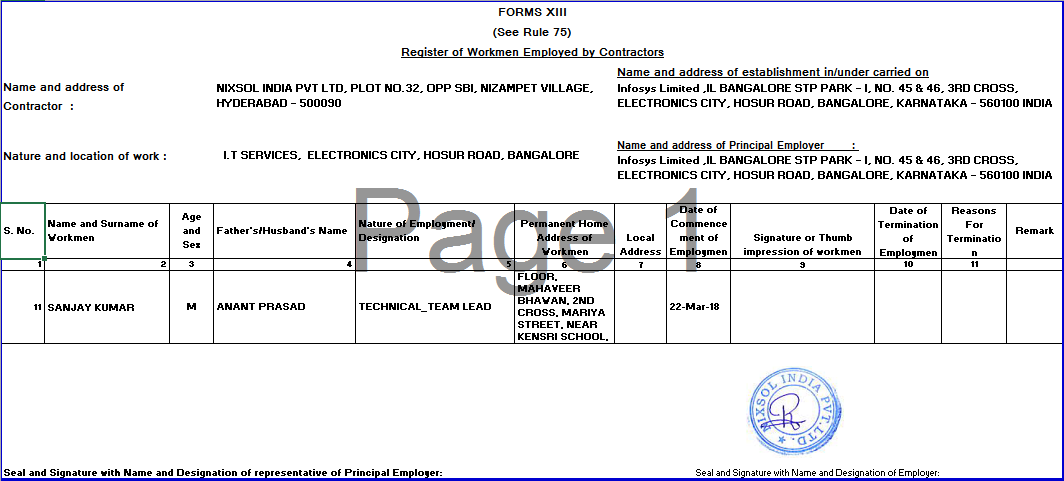 FORMS XIII
(See Rule 75)
Register of Workmen Employed by Contractors
Name and address of
Contractor :
NIXSOL INDIA PVT LTD, PLOT NO.32, OPP SBI, NIZAMPET VILLAGE,
HYDERABAD - 500090
Name and address of establishment in/under carried on
Infosys Limited ,IL BANGALORE STP PARK - I, NO. 45 & 46, 3RD CROSS,
ELECTRONICS CITY, HOSUR ROAD, BANGALORE, KARNATAKA - 560100 INDIA
Nature and location of work :
I.T SERVICES, ELECTRONICS CITY, HOSUR ROAD, BANGALORE
Name and address of Principal Employer :
Infosys Limited ,IL BANGALORE STP PARK - I, NO. 45 & 46, 3RD CROSS,
ELECTRONICS CITY, HOSUR ROAD, BANGALORE, KARNATAKA - 560100 INDIA
Page 1
S. No.
Name and Surname of
Workmen
Age
and
Sex
Father's/Husband's Name
Nature of Employment/
Designation
Permanent Home
Address of
Workmen
Local
Address
Date of
Commence
ment of
Employmen
Signature or Thumb
impression of workmen
Date of
Termination
of
Employmen
Reasons
For
Terminatio
n
Remark
1 2 3 4 5 6 7 8 9 10 11
11 SANJAY KUMAR M ANANT PRASAD TECHNICAL_TEAM LEAD
FLOOR,
MAHAVEER
BHAVAN, 2ND
CROSS, MARIYA
STREET, NEAR
KENSRI SCHOOL,
22-Mar-18
NIXSOL INDIA PVT. LTD.
Seal and Signature with Name and Designation of representative of Principal Employer:
Seal and Signature with Name and Designation of Employer: